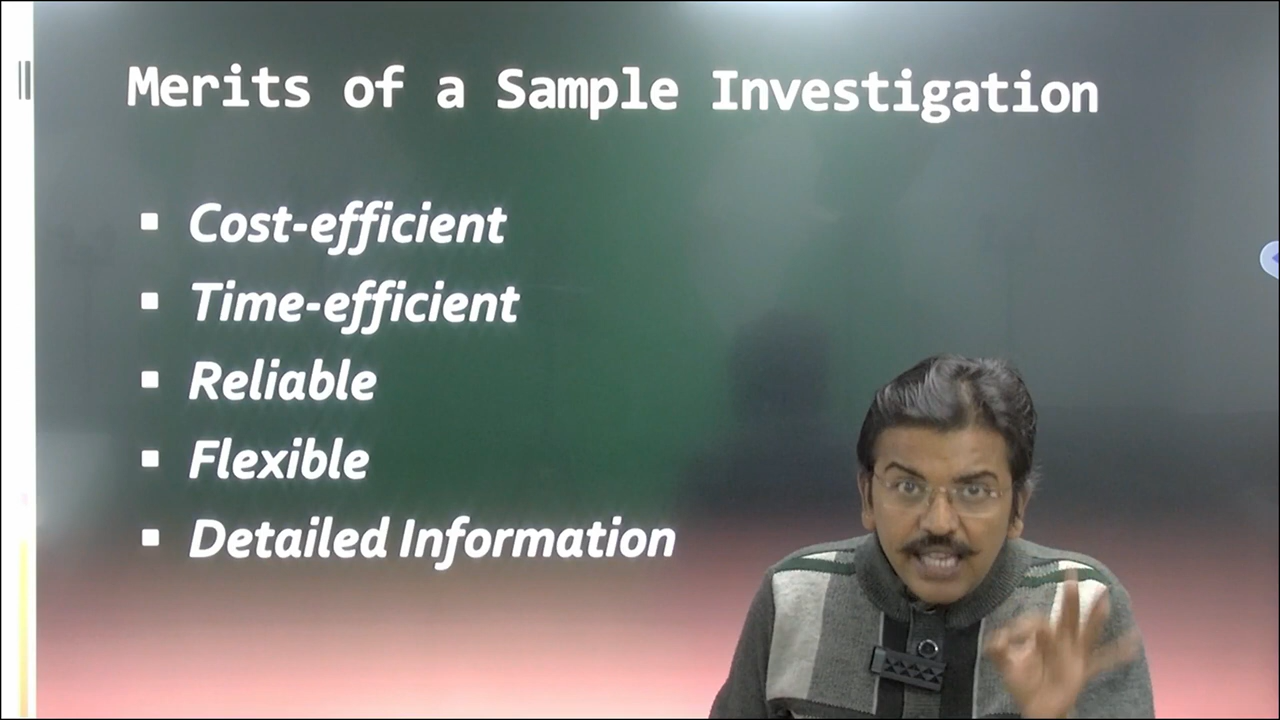 Merits of a Sample Investigation
▪ Cost-efficient
▪ Time-efficient
▪ Reliable
▪ Flexible
▪ Detailed Information